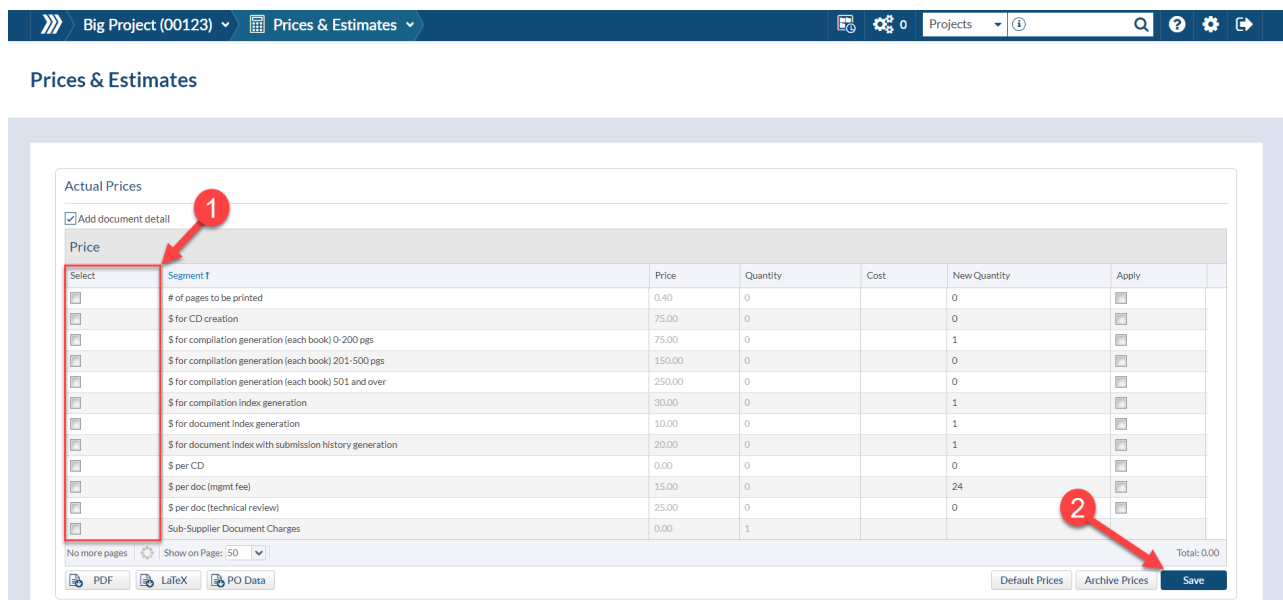 Big Project (00123) Prices & Estimates 0 Projects
Prices & Estimates
Actual Prices
1
Add document detail
Price
Select Segment Price Quantity Cost New Quantity Apply
# of pages to be printed 0.40 0 0
$ for CD creation 75.00 0 0
$ for compilation generation (each book) 0-200 pgs 75.00 0 1
$ for compilation generation (each book) 201-500 pgs 150.00 0 0
$ for compilation generation (each book) 501 and over 250.00 0 0
$ for compilation index generation 30.00 0 1
$ for document index generation 10.00 0 1
$ for document index with submission history generation 20.00 0 1
$ per CD 0.00 0 0
$ per doc (mgmt fee) 15.00 0 24
$ per doc (technical review) 25.00 0 0
2
Sub-Supplier Document Charges 0.00 1
No more pages Show on Page: 50 Total: 0.00
PDF LaTeX PO Data Default Prices Archive Prices Save